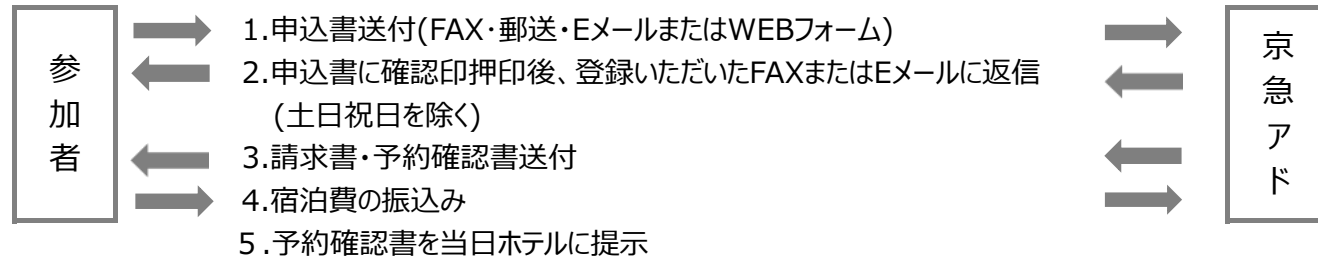 参加者
1.申込書送付(FAX・郵送・EメールまたはWEBフォーム)
2.申込書に確認印押印後、登録いただいたFAXまたはEメールに返信
(土日祝日を除く)
3.請求書・予約確認書送付
4.宿泊費の振込み
５.予約確認書を当日ホテルに提示
京急アド